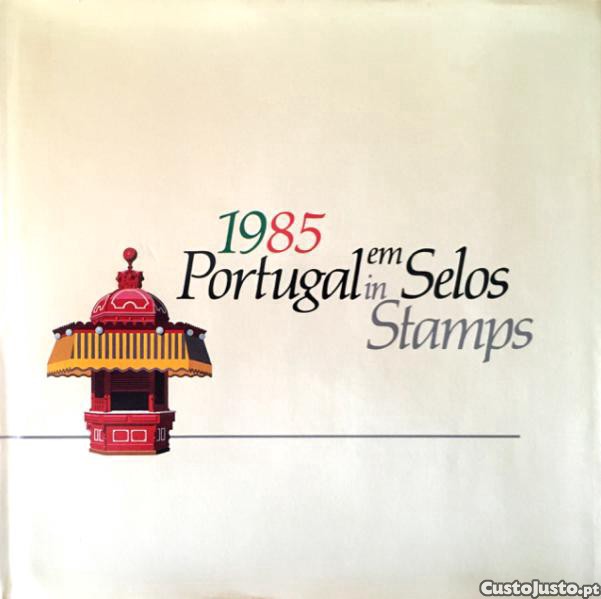 1985
Portugal em Selos
in Stamps
CustoJusto.pt